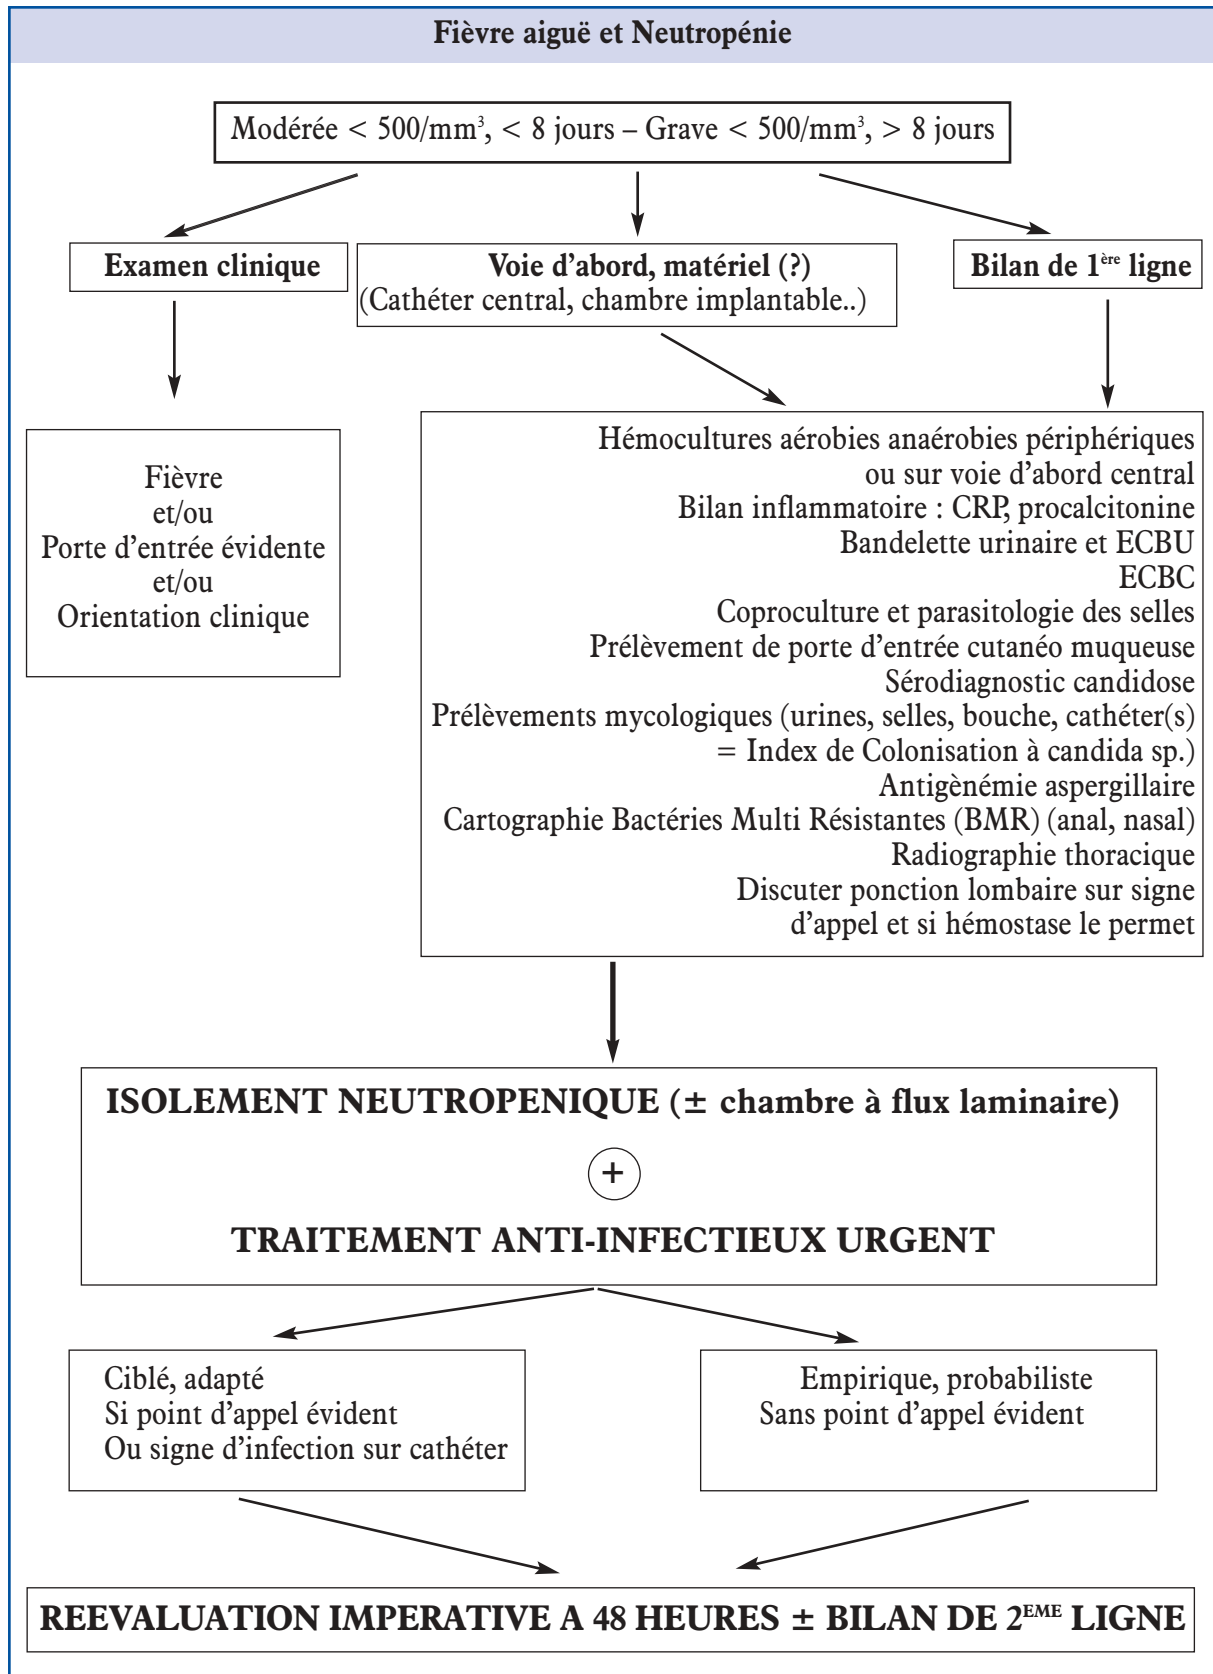 Fièvre aiguë et Neutropénie
Modérée < 500/mm³, < 8 jours – Grave < 500/mm³, > 8 jours
Examen clinique
Voie d'abord, matériel (?)
(Cathéter central, chambre implantable..)
Bilan de 1ère ligne
Fièvre
et/ou
Porte d'entrée évidente
et/ou
Orientation clinique
Hémocultures aérobies anaérobies périphériques
ou sur voie d'abord central
Bilan inflammatoire : CRP, procalcitonine
Bandelette urinaire et ECBU
ECBC
Coproculture et parasitologie des selles
Prélèvement de porte d'entrée cutanéo muqueuse
Sérodiagnostic candidose
Prélèvements mycologiques (urines, selles, bouche, cathéter(s)
= Index de Colonisation à candida sp.)
Antigènémie aspergillaire
Cartographie Bactéries Multi Résistantes (BMR) (anal, nasal)
Radiographie thoracique
Discuter ponction lombaire sur signe
d'appel et si hémostase le permet
ISOLEMENT NEUTROPENIQUE (± chambre à flux laminaire)
+
TRAITEMENT ANTI-INFECTIEUX URGENT
Ciblé, adapté
Si point d'appel évident
Ou signe d'infection sur cathéter
Empirique, probabiliste
Sans point d'appel évident
REEVALUATION IMPERATIVE A 48 HEURES ± BILAN DE 2EME LIGNE